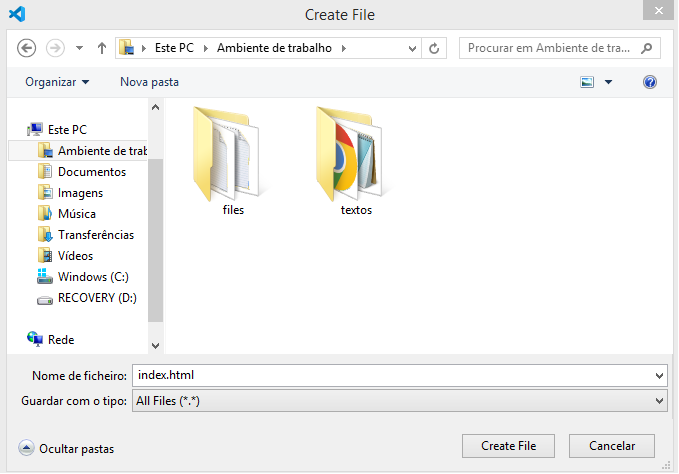 Create File
Este PC
Ambiente de trabalho
Procurar em Ambiente de tra...
Organizar
Nova pasta
Este PC
Ambiente de trab
Documentos
Imagens
Música
Transferências
Vídeos
Windows (C:)
RECOVERY (D:)
Rede
files
textos
Nome de ficheiro: index.html
Guardar com o tipo: All Files (*.*)
Ocultar pastas
Create File
Cancelar